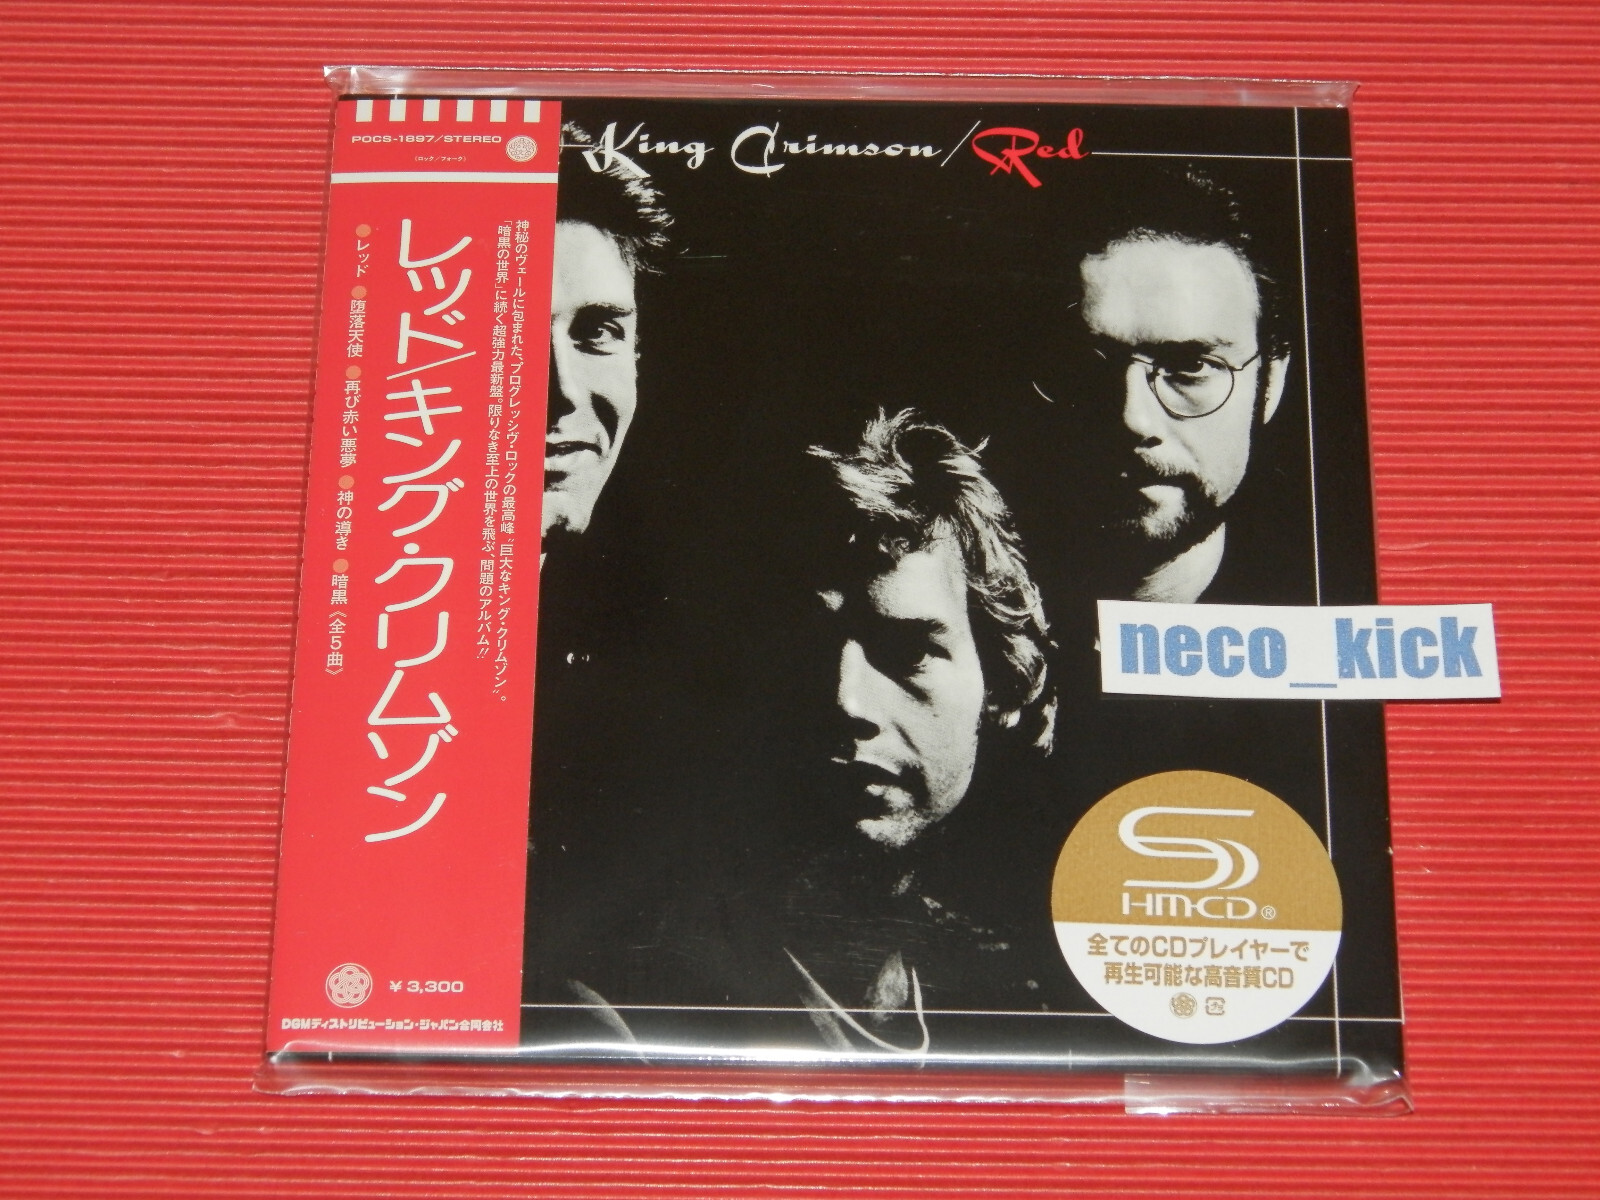 POCS-1897/STEREO
(ロック/フォーク)
King Crimson/Red
神秘のヴェールに包まれた、プログレッシヴ・ロックの最高峰“巨大なキング・クリムゾン”。
「暗黒の世界」に続く超強力最新盤。限りなき至上の世界を飛ぶ、問題のアルバム!!
レッド/キング・クリムゾン
●レッド ●堕落天使 ●再び赤い悪夢 ●神の導き ●暗黒《全5曲》
¥ 3,300
DGMディストリビューション・ジャパン合同会社
neco_kick
SHM-CD®
全てのCDプレイヤーで
再生可能な高音質CD